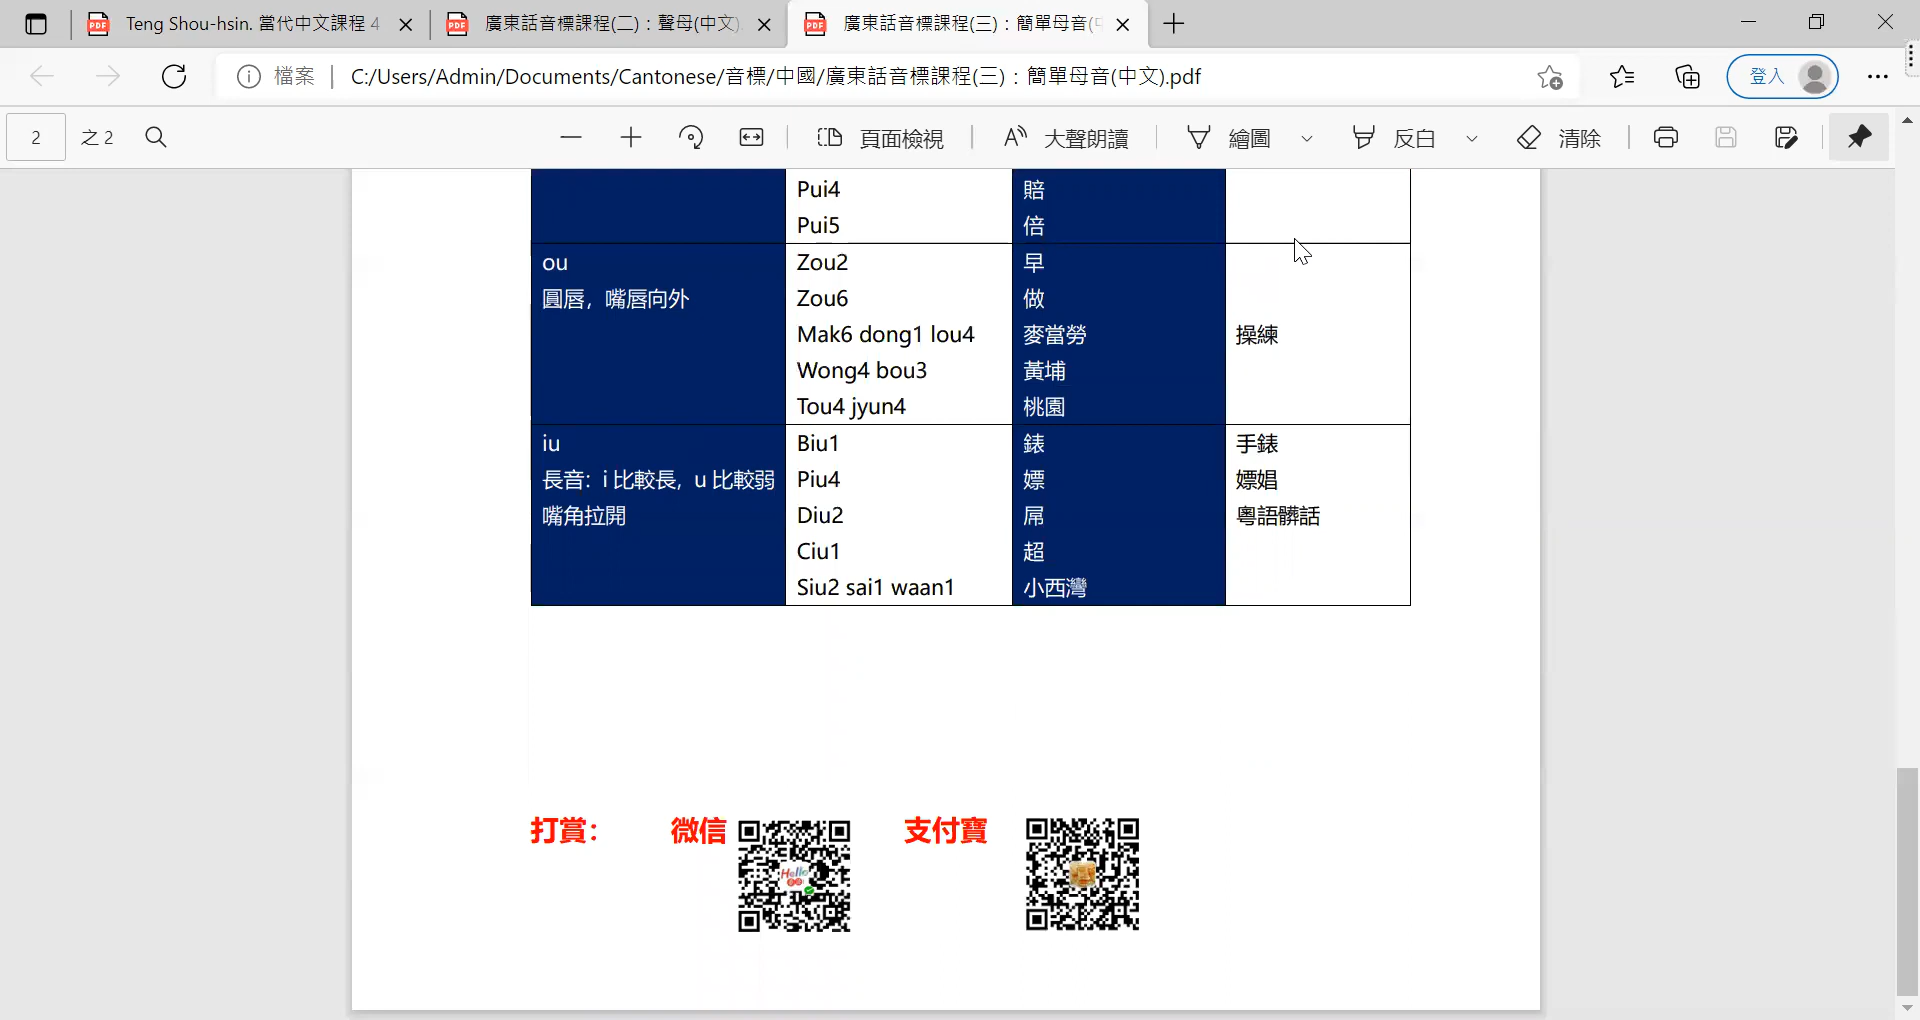 Teng Shou-hsin. 當代中文課程 4
廣東話音標課程(二)：聲母(中文)
廣東話音標課程(三)：簡單母音(中
檔案
C:/Users/Admin/Documents/Cantonese/音標/中國/廣東話音標課程(三)：簡單母音(中文).pdf
登入
2 之 2
頁面檢視
大聲朗讀
繪圖
反白
清除
Pui4 賠
Pui5 倍
ou Zou2 早
圓唇，嘴唇向外 Zou6 做
Mak6 dong1 lou4 麥當勞 操練
Wong4 bou3 黃埔
Tou4 jyun4 桃園
iu Biu1 錶 手錶
長音：i 比較長，u 比較弱 Piu4 嫖 嫖娼
嘴角拉開 Diu2 屌 粵語髒話
Ciu1 超
Siu2 sai1 waan1 小西灣
打賞： 微信 支付寶
Hello